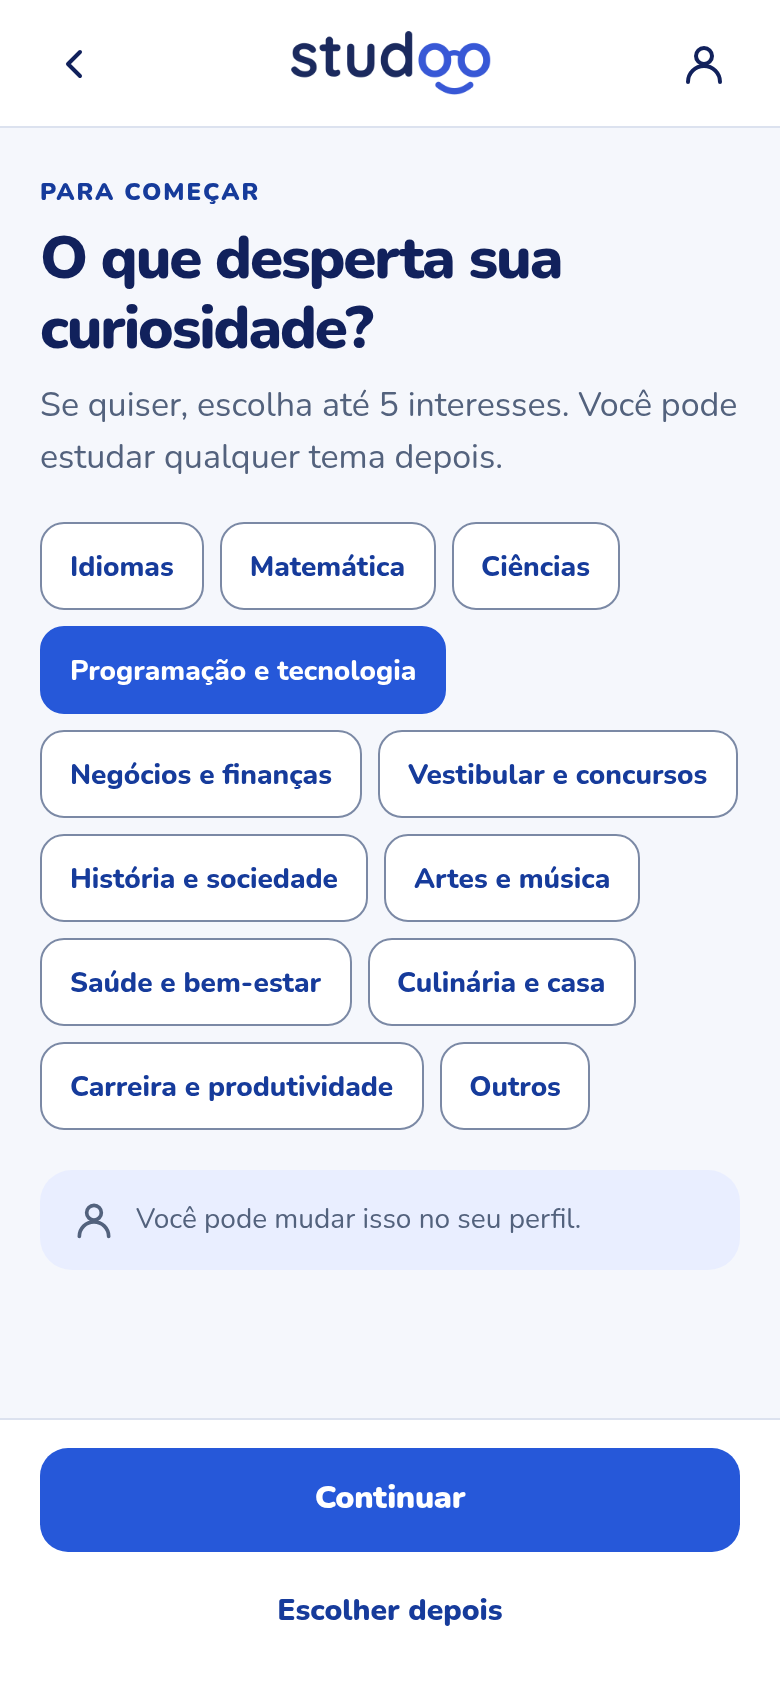 studoo
PARA COMEÇAR
O que desperta sua
curiosidade?
Se quiser, escolha até 5 interesses. Você pode
estudar qualquer tema depois.
Idiomas
Matemática
Ciências
Programação e tecnologia
Negócios e finanças
Vestibular e concursos
História e sociedade
Artes e música
Saúde e bem-estar
Culinária e casa
Carreira e produtividade
Outros
Você pode mudar isso no seu perfil.
Continuar
Escolher depois